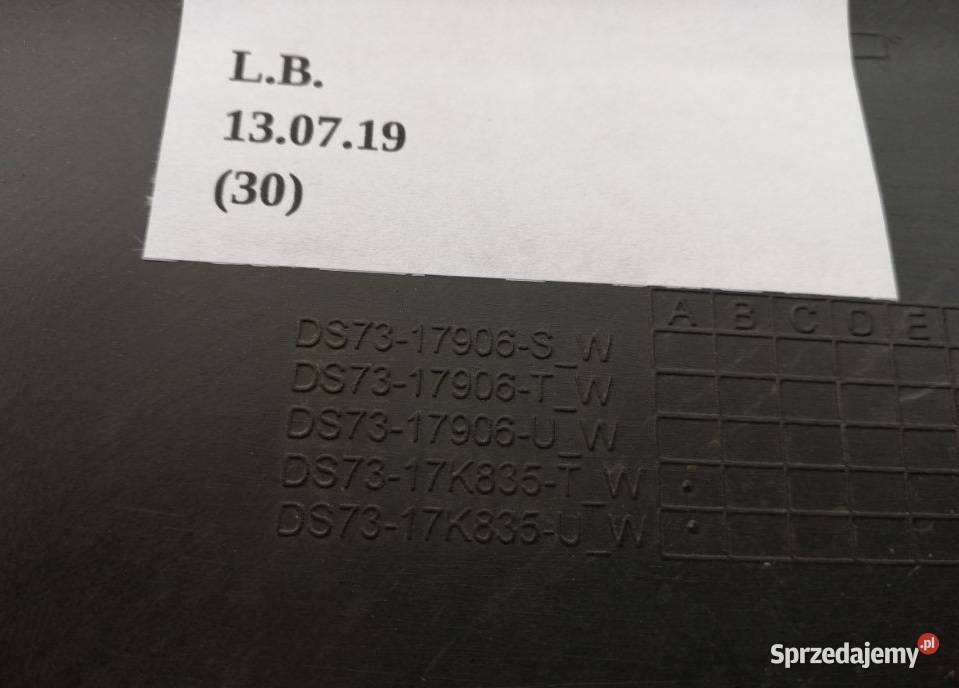 L.B.
13.07.19
(30)
A B C D E
DS73-17906-S_W
DS73-17906-T_W
DS73-17906-U_W
DS73-17K835-T_W
DS73-17K835-U_W
Sprzedajemy.pl